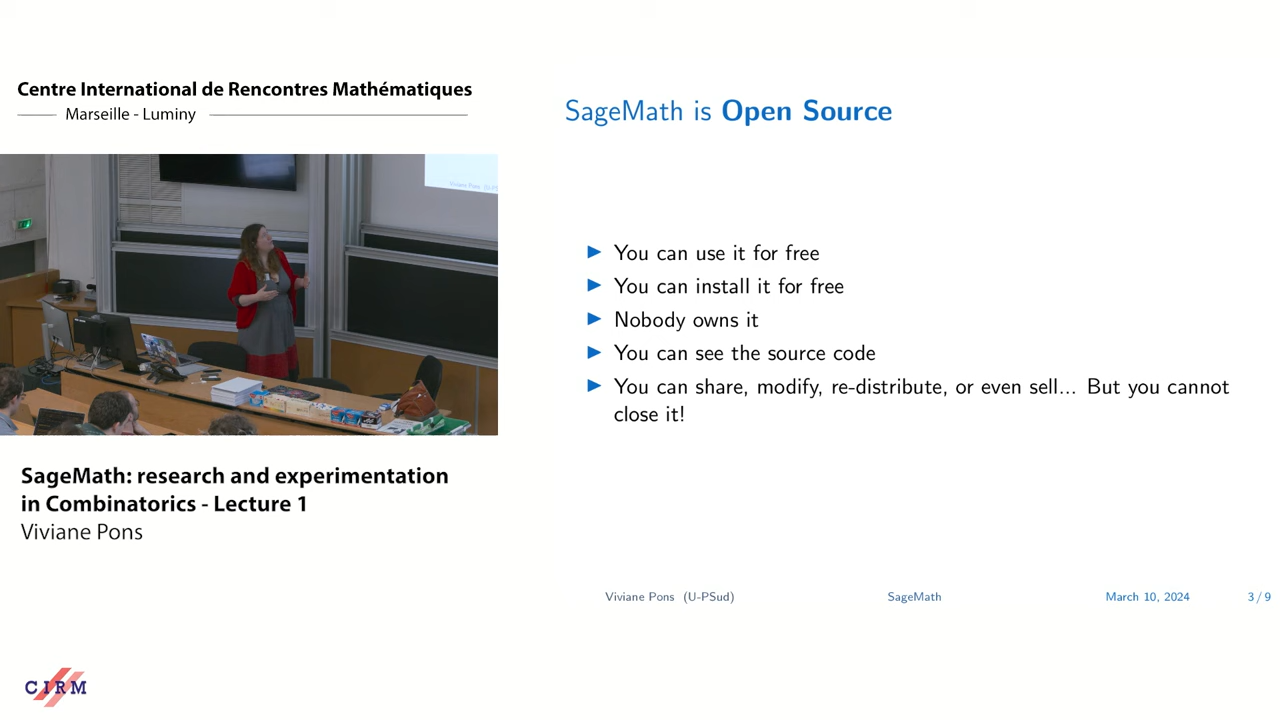 Centre International de Rencontres Mathématiques
Marseille - Luminy
SageMath is Open Source
Viviane Pons
▶ You can use it for free
▶ You can install it for free
▶ Nobody owns it
▶ You can see the source code
▶ You can share, modify, re-distribute, or even sell... But you cannot
close it!
SageMath: research and experimentation
in Combinatorics - Lecture 1
Viviane Pons
Viviane Pons (U-PSud)
SageMath
March 10, 2024
3 / 9
CIRM